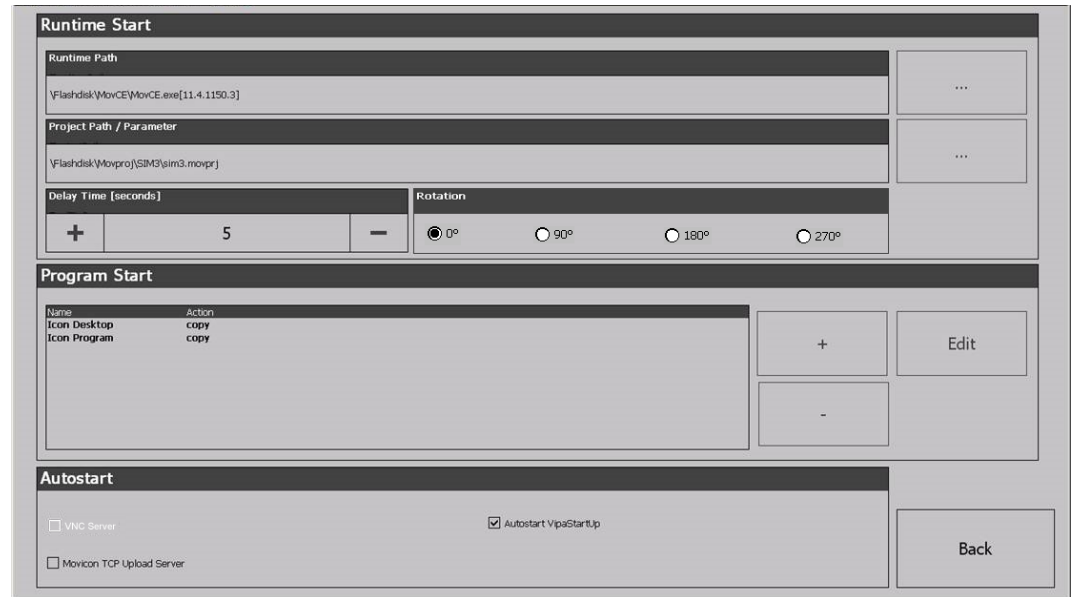 Runtime Start
Runtime Path
\Flashdisk\MovCE\MovCE.exe[11.4.1150.3]
...
Project Path / Parameter
\Flashdisk\Movproj\SIM3\sim3.movprj
...
Delay Time [seconds]
Rotation
+ 5 −
0° 90° 180° 270°
Program Start
Name Action
Icon Desktop copy
Icon Program copy
+ Edit
-
Autostart
VNC Server Autostart VipaStartUp
Movicon TCP Upload Server
Back